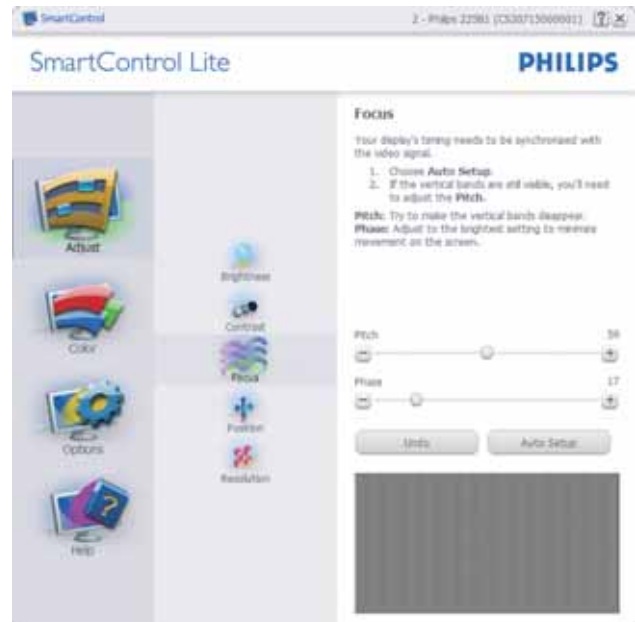 SmartControl
2 - Philips 225B1
SmartControl Lite
PHILIPS
Adjust
Color
Options
Help
Brightness
Contrast
Focus
Position
Resolution
Focus
Your display's timing needs to be synchronized with
the video signal.
1. Choose Auto Setup.
2. If the vertical bands are still visible, you'll need
to adjust the Pitch.
Pitch: Try to make the vertical bands disappear.
Phase: Adjust to the brightest setting to minimize
movement on the screen.
Pitch 50
Phase 17
Undo Auto Setup